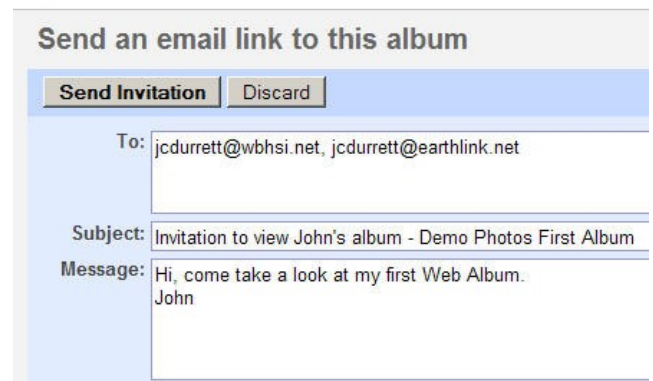 Send an email link to this album
Send Invitation Discard
To: jcdurrett@wbhsi.net, jcdurrett@earthlink.net
Subject: Invitation to view John's album - Demo Photos First Album
Message: Hi, come take a look at my first Web Album.
John